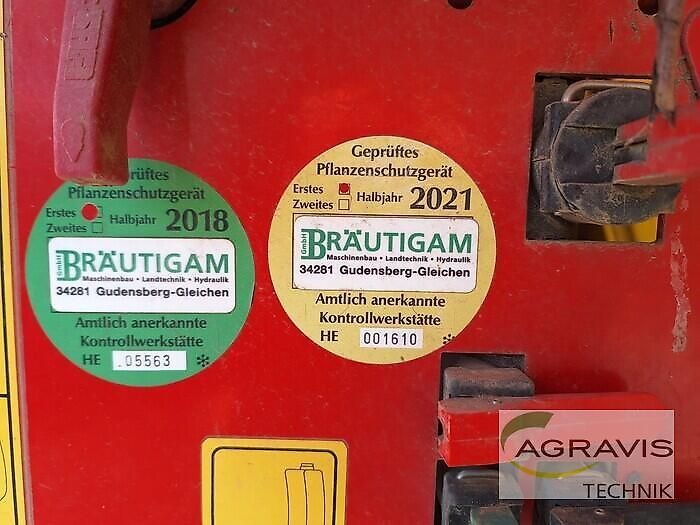 Geprüftes
Pflanzenschutzgerät
Erstes
Zweites
Halbjahr 2018
GmbH
BRÄUTIGAM
Maschinenbau • Landtechnik • Hydraulik
34281 Gudensberg-Gleichen
Amtlich anerkannte
Kontrollwerkstätte
HE .05563
Geprüftes
Pflanzenschutzgerät
Erstes
Zweites
Halbjahr 2021
GmbH
BRÄUTIGAM
Maschinenbau • Landtechnik • Hydraulik
34281 Gudensberg-Gleichen
Amtlich anerkannte
Kontrollwerkstätte
HE 001610
AGRAVIS
TECHNIK